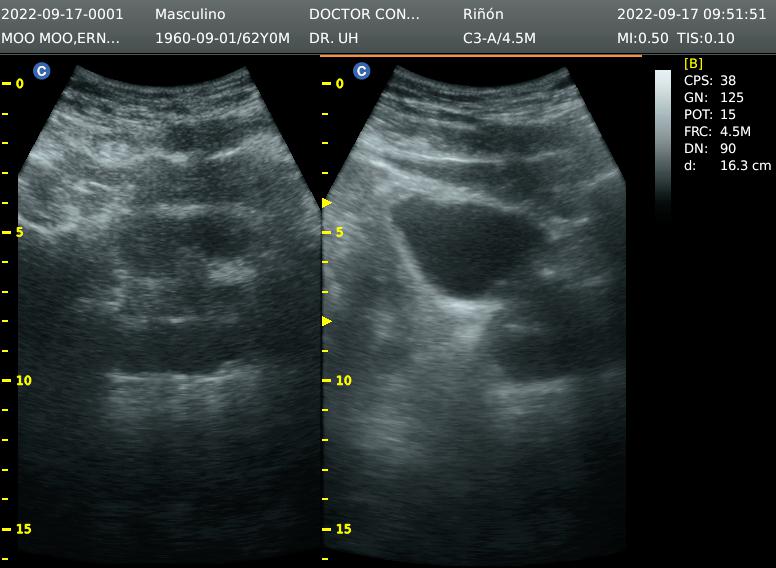 2022-09-17-0001 Masculino DOCTOR CON... Riñón 2022-09-17 09:51:51
MOO MOO,ERN... 1960-09-01/62Y0M DR. UH C3-A/4.5M MI:0.50 TIS:0.10
[B]
CPS: 38
GN: 125
POT: 15
FRC: 4.5M
DN: 90
d: 16.3 cm
C
0
5
10
15
C
0
5
10
15